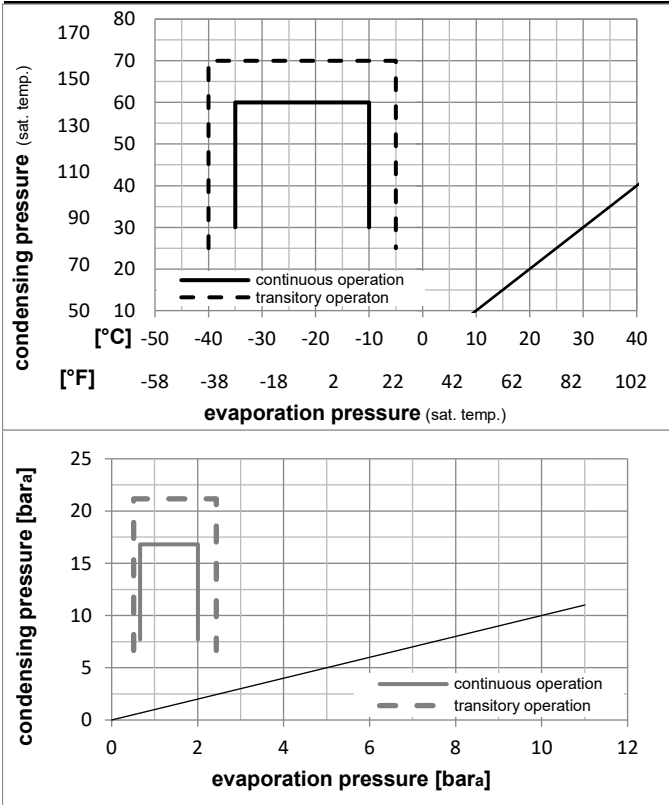 condensing pressure (sat. temp.)
170 80
150 70
130 60
50
110 40
90 30
70 20
50 10
continuous operation
transitory operaton
[°C] -50 -40 -30 -20 -10 0 10 20 30 40
[°F] -58 -38 -18 2 22 42 62 82 102
evaporation pressure (sat. temp.)
condensing pressure [bara]
25
20
15
10
5
0
continuous operation
transitory operation
0 2 4 6 8 10 12
evaporation pressure [bara]